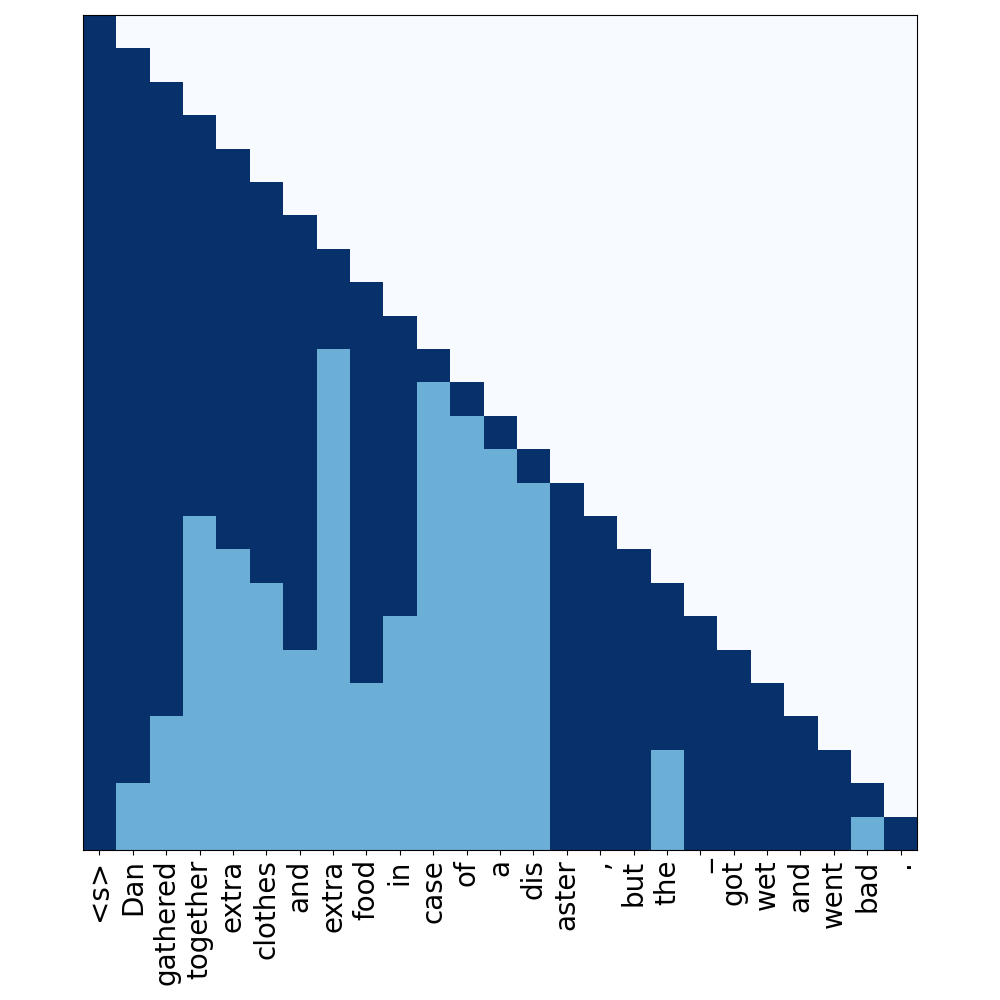 <s>
Dan
gathered
together
extra
clothes
and
extra
food
in
case
of
a
dis
aster
,
but
the
_
got
wet
and
went
bad
.